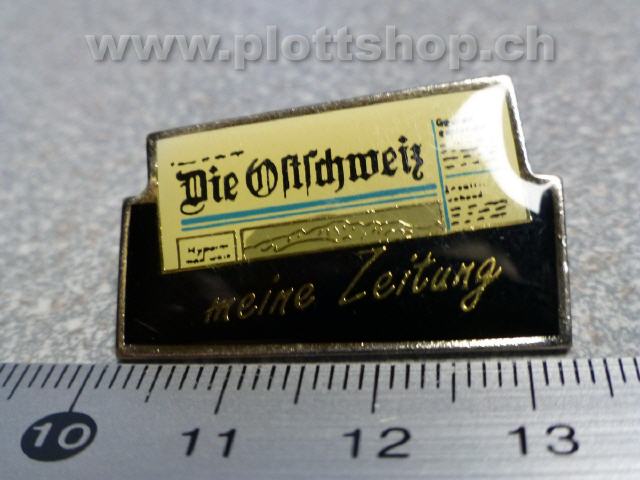 www.plottshop.ch
Die Ostschweiz
meine Zeitung
10 11 12 13